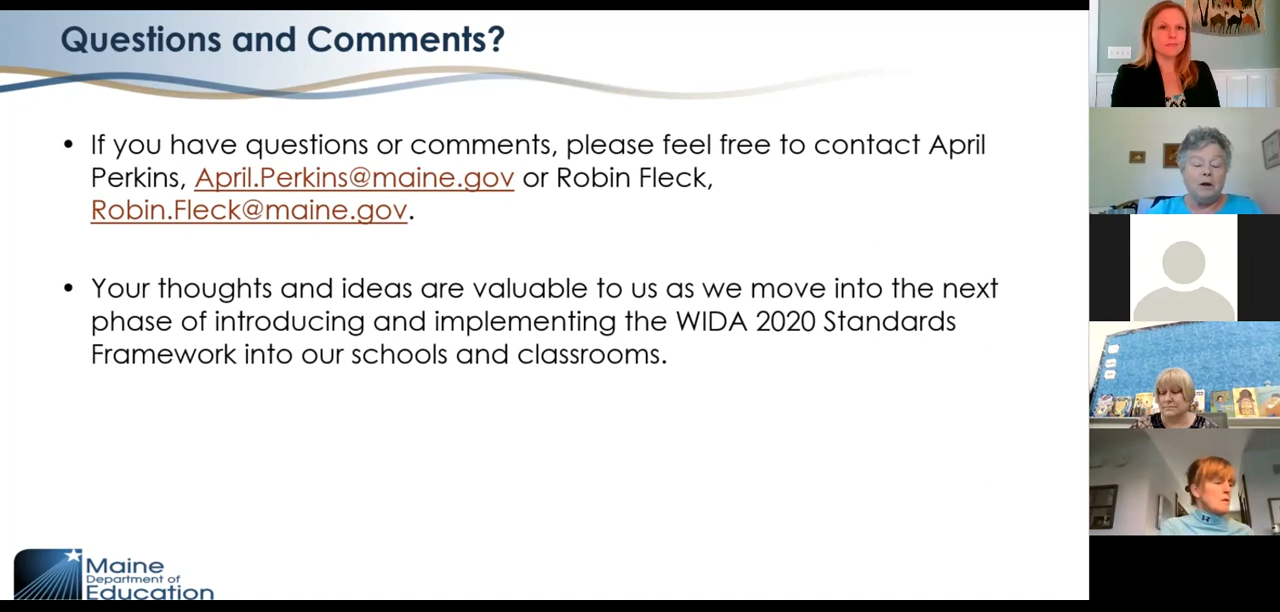 Questions and Comments?
• If you have questions or comments, please feel free to contact April
Perkins, April.Perkins@maine.gov or Robin Fleck,
Robin.Fleck@maine.gov.
• Your thoughts and ideas are valuable to us as we move into the next
phase of introducing and implementing the WIDA 2020 Standards
Framework into our schools and classrooms.
Maine
Department of
Education